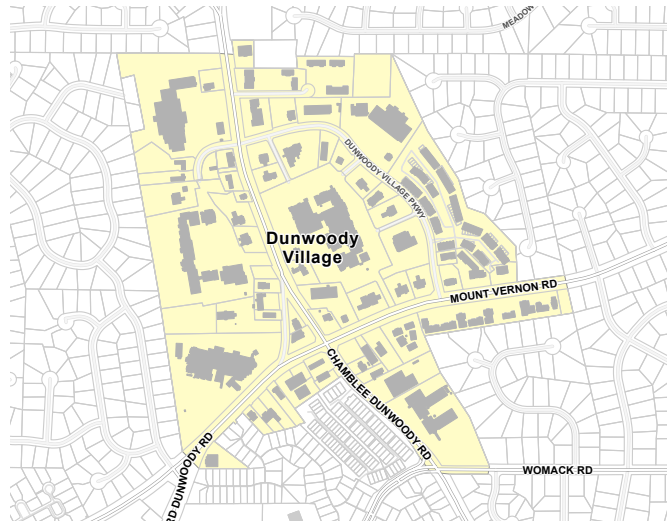 MEADOW
DUNWOODY VILLAGE PKWY
Dunwoody
Village
MOUNT VERNON RD
CHAMBLEE DUNWOODY RD
RD DUNWOODY RD
WOMACK RD